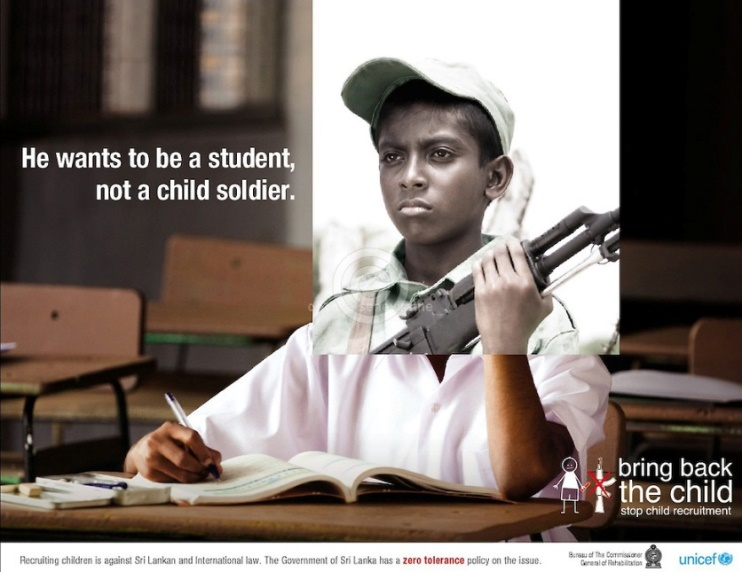 He wants to be a student,
not a child soldier.
bring back
the child
stop child recruitment
Recruiting children is against Sri Lankan and International law. The Government of Sri Lanka has a zero tolerance policy on the issue.
Bureau of The Commissioner
General of Rehabilitation
unicef